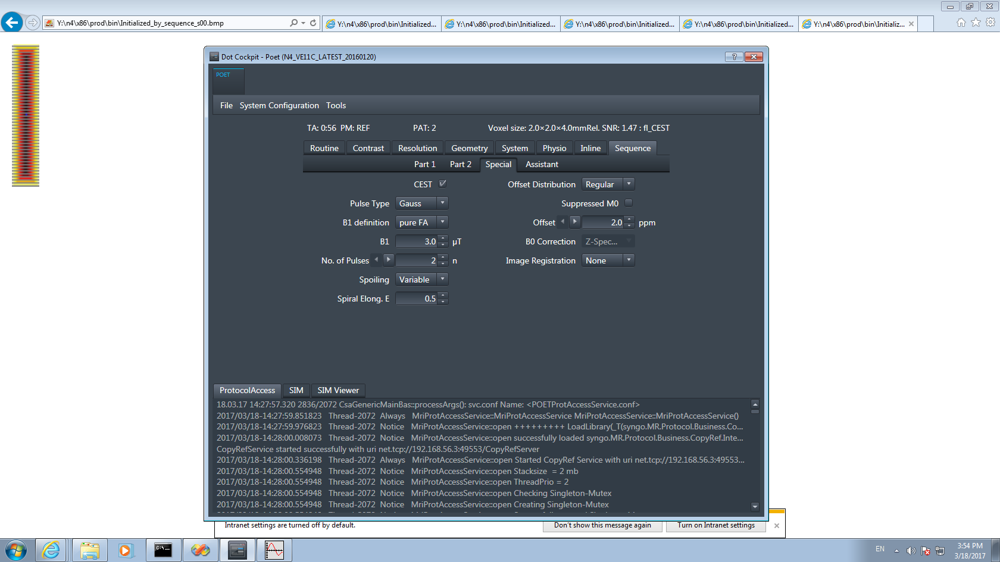 Y:\n4\x86\prod\bin\Initialized_by_sequence_s00.bmp
Y:\n4\x86\prod\bin\Initialized...
Y:\n4\x86\prod\bin\Initialized...
Y:\n4\x86\prod\bin\Initialized...
Y:\n4\x86\prod\bin\Initialized...
Y:\n4\x86\prod\bin\Initializ...
Dot Cockpit - Poet (N4_VE11C_LATEST_20160120)
POET
File System Configuration Tools
TA: 0:56 PM: REF PAT: 2 Voxel size: 2.0×2.0×4.0mmRel. SNR: 1.47 : fl_CEST
Routine Contrast Resolution Geometry System Physio Inline Sequence
Part 1 Part 2 Special Assistant
CEST
Offset Distribution Regular
Pulse Type Gauss
Suppressed M0
B1 definition pure FA
Offset 2.0 ppm
B1 3.0 µT
B0 Correction Z-Spec...
No. of Pulses 2 n
Image Registration None
Spoiling Variable
Spiral Elong. E 0.5
ProtocolAccess SIM SIM Viewer
18.03.17 14:27:57.320 2836/2072 CsaGenericMainBas::processArgs(): svc.conf Name: <POETProtAccessService.conf>
2017/03/18-14:27:59.851823 Thread-2072 Always MriProtAccessService::MriProtAccessService MriProtAccessService::MriProtAccessService()
2017/03/18-14:27:59.976823 Thread-2072 Notice MriProtAccessService::open +++++++++ LoadLibrary(_T(syngo.MR.Protocol.Business.Co...
2017/03/18-14:28:00.008073 Thread-2072 Notice MriProtAccessService::open successfully loaded syngo.MR.Protocol.Business.CopyRef.Inte...
CopyRefService started successfully with uri net.tcp://192.168.56.3:49553/CopyRefServer
2017/03/18-14:28:00.336198 Thread-2072 Always MriProtAccessService::open Started CopyRef Service with uri net.tcp://192.168.56.3:49553...
2017/03/18-14:28:00.554948 Thread-2072 Notice MriProtAccessService::open Stacksize = 2 mb
2017/03/18-14:28:00.554948 Thread-2072 Notice MriProtAccessService::open ThreadPrio = 2
2017/03/18-14:28:00.554948 Thread-2072 Notice MriProtAccessService::open Checking Singleton-Mutex
2017/03/18-14:28:00.554948 Thread-2072 Notice MriProtAccessService::open Creating Singleton-Mutex
Intranet settings are turned off by default.
Don't show this message again
Turn on Intranet settings
C:\.
EN
3:54 PM
3/18/2017